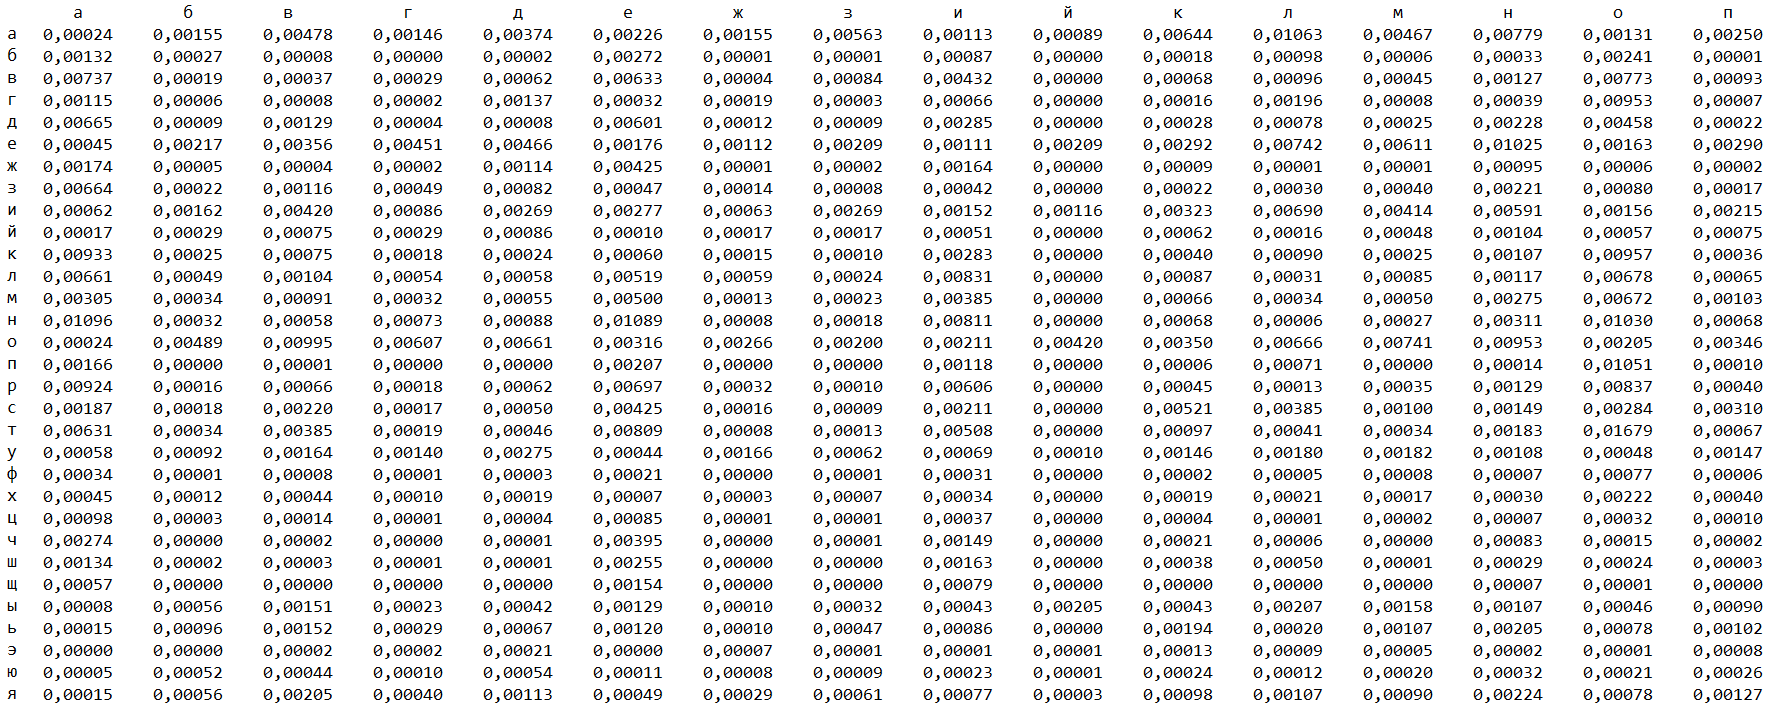 а б в г д е ж з и й к л м н о п
а 0,00024 0,00155 0,00478 0,00146 0,00374 0,00226 0,00155 0,00563 0,00113 0,00089 0,00644 0,01063 0,00467 0,00779 0,00131 0,00250
б 0,00132 0,00027 0,00008 0,00000 0,00002 0,00272 0,00001 0,00001 0,00087 0,00000 0,00018 0,00098 0,00006 0,00033 0,00241 0,00001
в 0,00737 0,00019 0,00037 0,00029 0,00062 0,00633 0,00004 0,00084 0,00432 0,00000 0,00068 0,00096 0,00045 0,00127 0,00773 0,00093
г 0,00115 0,00006 0,00008 0,00002 0,00137 0,00032 0,00019 0,00003 0,00066 0,00000 0,00016 0,00196 0,00008 0,00039 0,00953 0,00007
д 0,00665 0,00009 0,00129 0,00004 0,00008 0,00601 0,00012 0,00009 0,00285 0,00000 0,00028 0,00078 0,00025 0,00228 0,00458 0,00022
е 0,00045 0,00217 0,00356 0,00451 0,00466 0,00176 0,00112 0,00209 0,00111 0,00209 0,00292 0,00742 0,00611 0,01025 0,00163 0,00290
ж 0,00174 0,00005 0,00004 0,00002 0,00114 0,00425 0,00001 0,00002 0,00164 0,00000 0,00009 0,00001 0,00001 0,00095 0,00006 0,00002
з 0,00664 0,00022 0,00116 0,00049 0,00082 0,00047 0,00014 0,00008 0,00042 0,00000 0,00022 0,00030 0,00040 0,00221 0,00080 0,00017
и 0,00062 0,00162 0,00420 0,00086 0,00269 0,00277 0,00063 0,00269 0,00152 0,00116 0,00323 0,00690 0,00414 0,00591 0,00156 0,00215
й 0,00017 0,00029 0,00075 0,00029 0,00086 0,00010 0,00017 0,00017 0,00051 0,00000 0,00062 0,00016 0,00048 0,00104 0,00057 0,00075
к 0,00933 0,00025 0,00075 0,00018 0,00024 0,00060 0,00015 0,00010 0,00283 0,00000 0,00040 0,00090 0,00025 0,00107 0,00957 0,00036
л 0,00661 0,00049 0,00104 0,00054 0,00058 0,00519 0,00059 0,00024 0,00831 0,00000 0,00087 0,00031 0,00085 0,00117 0,00678 0,00065
м 0,00305 0,00034 0,00091 0,00032 0,00055 0,00500 0,00013 0,00023 0,00385 0,00000 0,00066 0,00034 0,00050 0,00275 0,00672 0,00103
н 0,01096 0,00032 0,00058 0,00073 0,00088 0,01089 0,00008 0,00018 0,00811 0,00000 0,00068 0,00006 0,00027 0,00311 0,01030 0,00068
о 0,00024 0,00489 0,00995 0,00607 0,00661 0,00316 0,00266 0,00200 0,00211 0,00420 0,00350 0,00666 0,00741 0,00953 0,00205 0,00346
п 0,00166 0,00000 0,00001 0,00000 0,00000 0,00207 0,00000 0,00000 0,00118 0,00000 0,00006 0,00071 0,00000 0,00014 0,01051 0,00010
р 0,00924 0,00016 0,00066 0,00018 0,00062 0,00697 0,00032 0,00010 0,00606 0,00000 0,00045 0,00013 0,00035 0,00129 0,00837 0,00040
с 0,00187 0,00018 0,00220 0,00017 0,00050 0,00425 0,00016 0,00009 0,00211 0,00000 0,00521 0,00385 0,00100 0,00149 0,00284 0,00310
т 0,00631 0,00034 0,00385 0,00019 0,00046 0,00809 0,00008 0,00013 0,00508 0,00000 0,00097 0,00041 0,00034 0,00183 0,01679 0,00067
у 0,00058 0,00092 0,00164 0,00140 0,00275 0,00044 0,00166 0,00062 0,00069 0,00010 0,00146 0,00180 0,00182 0,00108 0,00048 0,00147
ф 0,00034 0,00001 0,00008 0,00001 0,00003 0,00021 0,00000 0,00001 0,00031 0,00000 0,00002 0,00005 0,00008 0,00007 0,00077 0,00006
х 0,00045 0,00012 0,00044 0,00010 0,00019 0,00007 0,00003 0,00007 0,00034 0,00000 0,00019 0,00021 0,00017 0,00030 0,00222 0,00040
ц 0,00098 0,00003 0,00014 0,00001 0,00004 0,00085 0,00001 0,00001 0,00037 0,00000 0,00004 0,00001 0,00002 0,00007 0,00032 0,00010
ч 0,00274 0,00000 0,00002 0,00000 0,00001 0,00395 0,00000 0,00001 0,00149 0,00000 0,00021 0,00006 0,00000 0,00083 0,00015 0,00002
ш 0,00134 0,00002 0,00003 0,00001 0,00001 0,00255 0,00000 0,00000 0,00163 0,00000 0,00038 0,00050 0,00001 0,00029 0,00024 0,00003
щ 0,00057 0,00000 0,00000 0,00000 0,00000 0,00154 0,00000 0,00000 0,00079 0,00000 0,00000 0,00000 0,00000 0,00007 0,00001 0,00000
ы 0,00008 0,00056 0,00151 0,00023 0,00042 0,00129 0,00010 0,00032 0,00043 0,00205 0,00043 0,00207 0,00158 0,00107 0,00046 0,00090
ь 0,00015 0,00096 0,00152 0,00029 0,00067 0,00120 0,00010 0,00047 0,00086 0,00000 0,00194 0,00020 0,00107 0,00205 0,00078 0,00102
э 0,00000 0,00000 0,00002 0,00002 0,00002 0,00021 0,00000 0,00007 0,00001 0,00001 0,00013 0,00009 0,00005 0,00002 0,00001 0,00008
ю 0,00005 0,00052 0,00044 0,00010 0,00054 0,00011 0,00008 0,00009 0,00023 0,00001 0,00024 0,00012 0,00020 0,00032 0,00021 0,00026
я 0,00015 0,00056 0,00205 0,00040 0,00113 0,00049 0,00029 0,00061 0,00077 0,00003 0,00098 0,00107 0,00090 0,00224 0,00078 0,00127